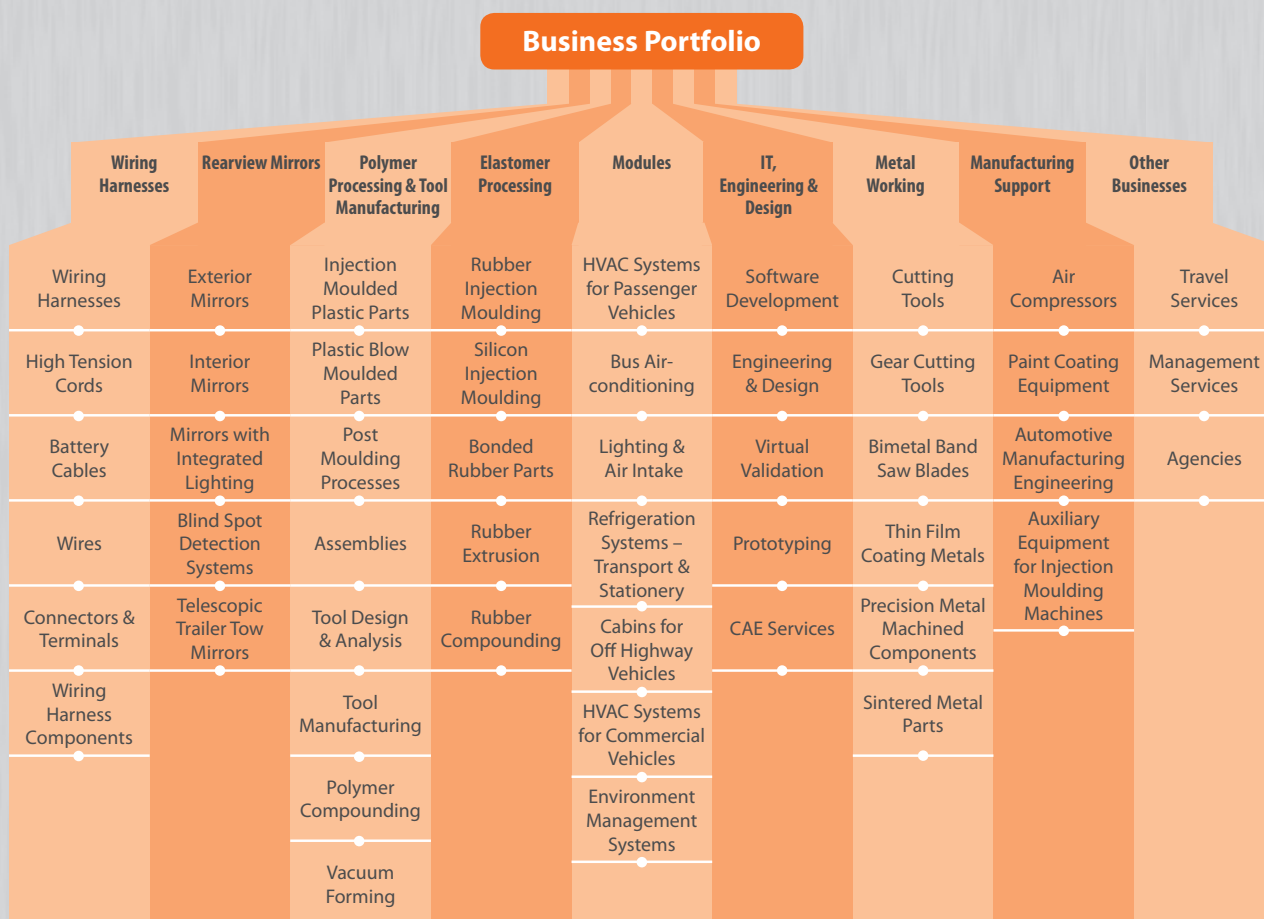 Business Portfolio
Wiring
Harnesses
Rearview Mirrors
Polymer
Processing & Tool
Manufacturing
Elastomer
Processing
Modules
IT,
Engineering &
Design
Metal
Working
Manufacturing
Support
Other
Businesses
Wiring
Harnesses
High Tension
Cords
Battery
Cables
Wires
Connectors &
Terminals
Wiring
Harness
Components
Exterior
Mirrors
Interior
Mirrors
Mirrors with
Integrated
Lighting
Blind Spot
Detection
Systems
Telescopic
Trailer Tow
Mirrors
Injection
Moulded
Plastic Parts
Plastic Blow
Moulded
Parts
Post
Moulding
Processes
Assemblies
Tool Design
& Analysis
Tool
Manufacturing
Polymer
Compounding
Vacuum
Forming
Rubber
Injection
Moulding
Silicon
Injection
Moulding
Bonded
Rubber Parts
Rubber
Extrusion
Rubber
Compounding
HVAC Systems
for Passenger
Vehicles
Bus Air-
conditioning
Lighting &
Air Intake
Refrigeration
Systems –
Transport &
Stationery
Cabins for
Off Highway
Vehicles
HVAC Systems
for Commercial
Vehicles
Environment
Management
Systems
Software
Development
Engineering
& Design
Virtual
Validation
Prototyping
CAE Services
Cutting
Tools
Gear Cutting
Tools
Bimetal Band
Saw Blades
Thin Film
Coating Metals
Precision Metal
Machined
Components
Sintered Metal
Parts
Air
Compressors
Paint Coating
Equipment
Automotive
Manufacturing
Engineering
Auxiliary
Equipment
for Injection
Moulding
Machines
Travel
Services
Management
Services
Agencies